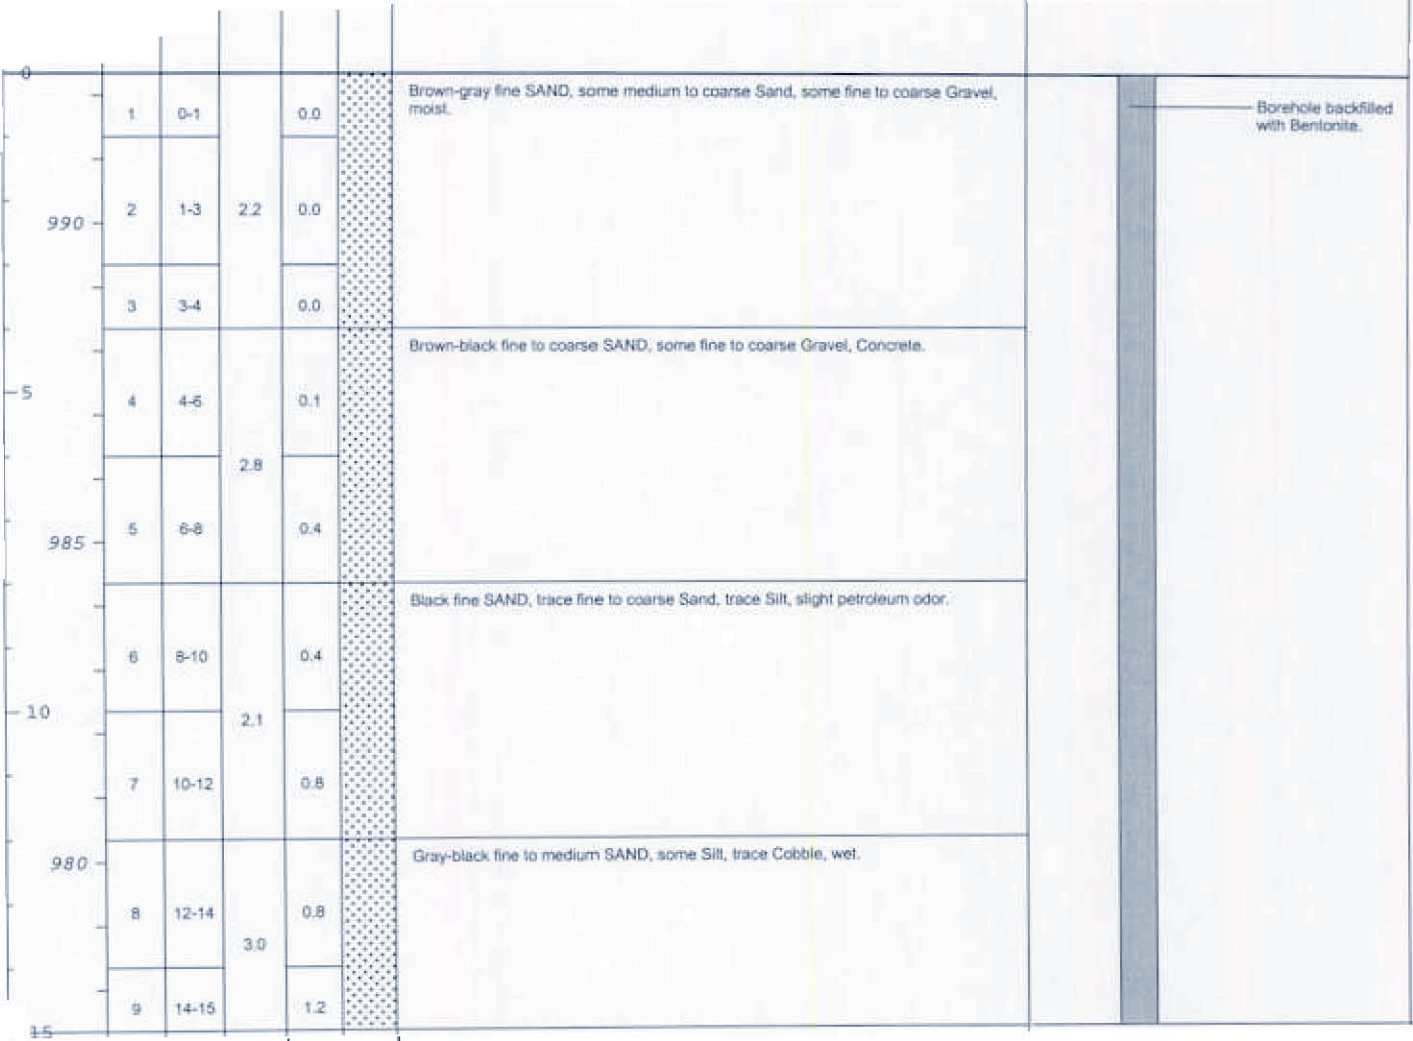 0
1 0-1 0.0 Brown-gray fine SAND, some medium to coarse Sand, some fine to coarse Gravel,
moist.
Borehole backfilled
with Bentonite.
990 2 1-3 2.2 0.0
3 3-4 0.0
Brown-black fine to coarse SAND, some fine to coarse Gravel, Concrete.
5 4 4-6 0.1
2.8
985 5 6-8 0.4
Black fine SAND, trace fine to coarse Sand, trace Silt, slight petroleum odor.
6 8-10 0.4
10 2.1
7 10-12 0.8
980 Gray-black fine to medium SAND, some Silt, trace Cobble, wet.
8 12-14 0.8
3.0
9 14-15 1.2
15